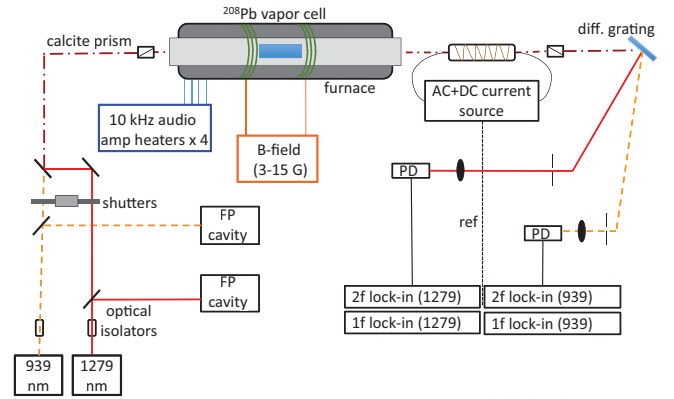 ²⁰⁸Pb vapor cell
diff. grating
calcite prism
furnace
AC+DC current
source
10 kHz audio
amp heaters x 4
B-field
(3-15 G)
PD
shutters
ref
FP
cavity
PD
FP
cavity
optical
isolators
2f lock-in (1279)
2f lock-in (939)
1f lock-in (1279)
1f lock-in (939)
939
nm
1279
nm